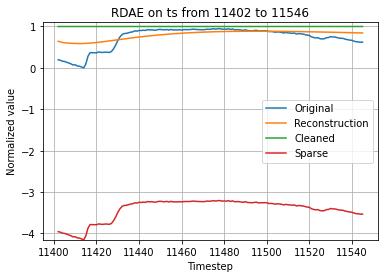 RDAE on ts from 11402 to 11546
Normalized value
1
0
−1
−2
−3
−4
Original
Reconstruction
Cleaned
Sparse
11400 11420 11440 11460 11480 11500 11520 11540
Timestep